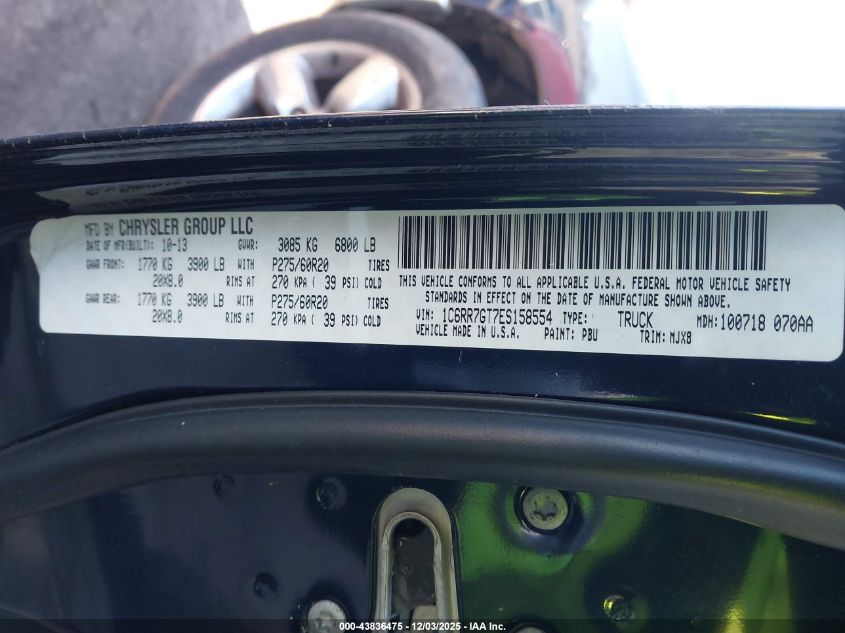 MFD BY CHRYSLER GROUP LLC
DATE OF MFR(BUILT): 10-13 GVWR: 3085 KG 6800 LB
GAWR FRONT: 1770 KG 3900 LB WITH P275/60R20 TIRES
20X8.0 RIMS AT 270 KPA ( 39 PSI) COLD
GAWR REAR: 1770 KG 3900 LB WITH P275/60R20 TIRES
20X8.0 RIMS AT 270 KPA ( 39 PSI) COLD
THIS VEHICLE CONFORMS TO ALL APPLICABLE U.S.A. FEDERAL MOTOR VEHICLE SAFETY
STANDARDS IN EFFECT ON THE DATE OF MANUFACTURE SHOWN ABOVE.
VIN: 1C6RR7GT7ES158554 TYPE: TRUCK MDH: 100718 070AA
VEHICLE MADE IN U.S.A. PAINT: PBU TRIM: MJX8
000-43836475 - 12/03/2025 - IAA Inc.